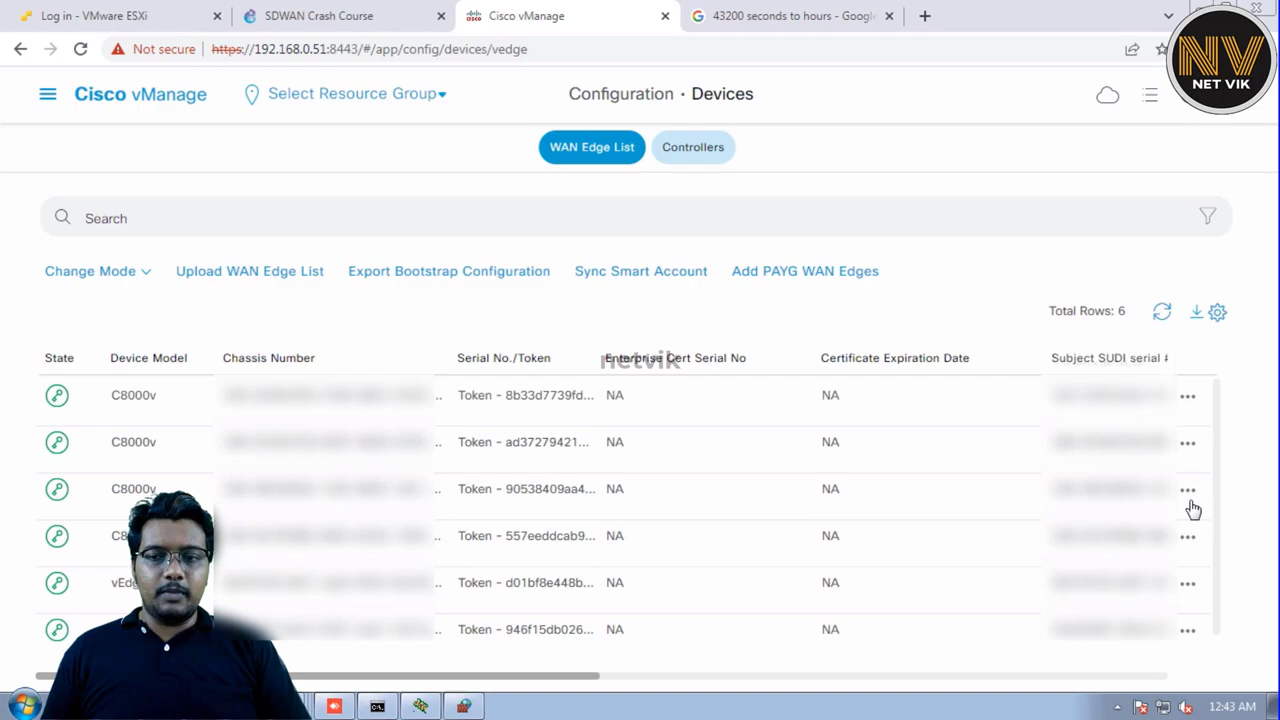 Log in - VMware ESXi
SDWAN Crash Course
Cisco vManage
43200 seconds to hours - Google
Not secure
https://192.168.0.51:8443/#/app/config/devices/vedge
NV
NET VIK
Cisco vManage
Select Resource Group
Configuration · Devices
WAN Edge List
Controllers
Search
Change Mode
Upload WAN Edge List
Export Bootstrap Configuration
Sync Smart Account
Add PAYG WAN Edges
Total Rows: 6
State Device Model Chassis Number Serial No./Token Enterprise Cert Serial No Certificate Expiration Date Subject SUDI serial #
netvik
C8000v Token - 8b33d7739fd... NA NA
C8000v Token - ad37279421... NA NA
C8000v Token - 90538409aa4... NA NA
Token - 557eeddcab9... NA NA
Token - d01bf8e448b... NA NA
Token - 946f15db026... NA NA
12:43 AM